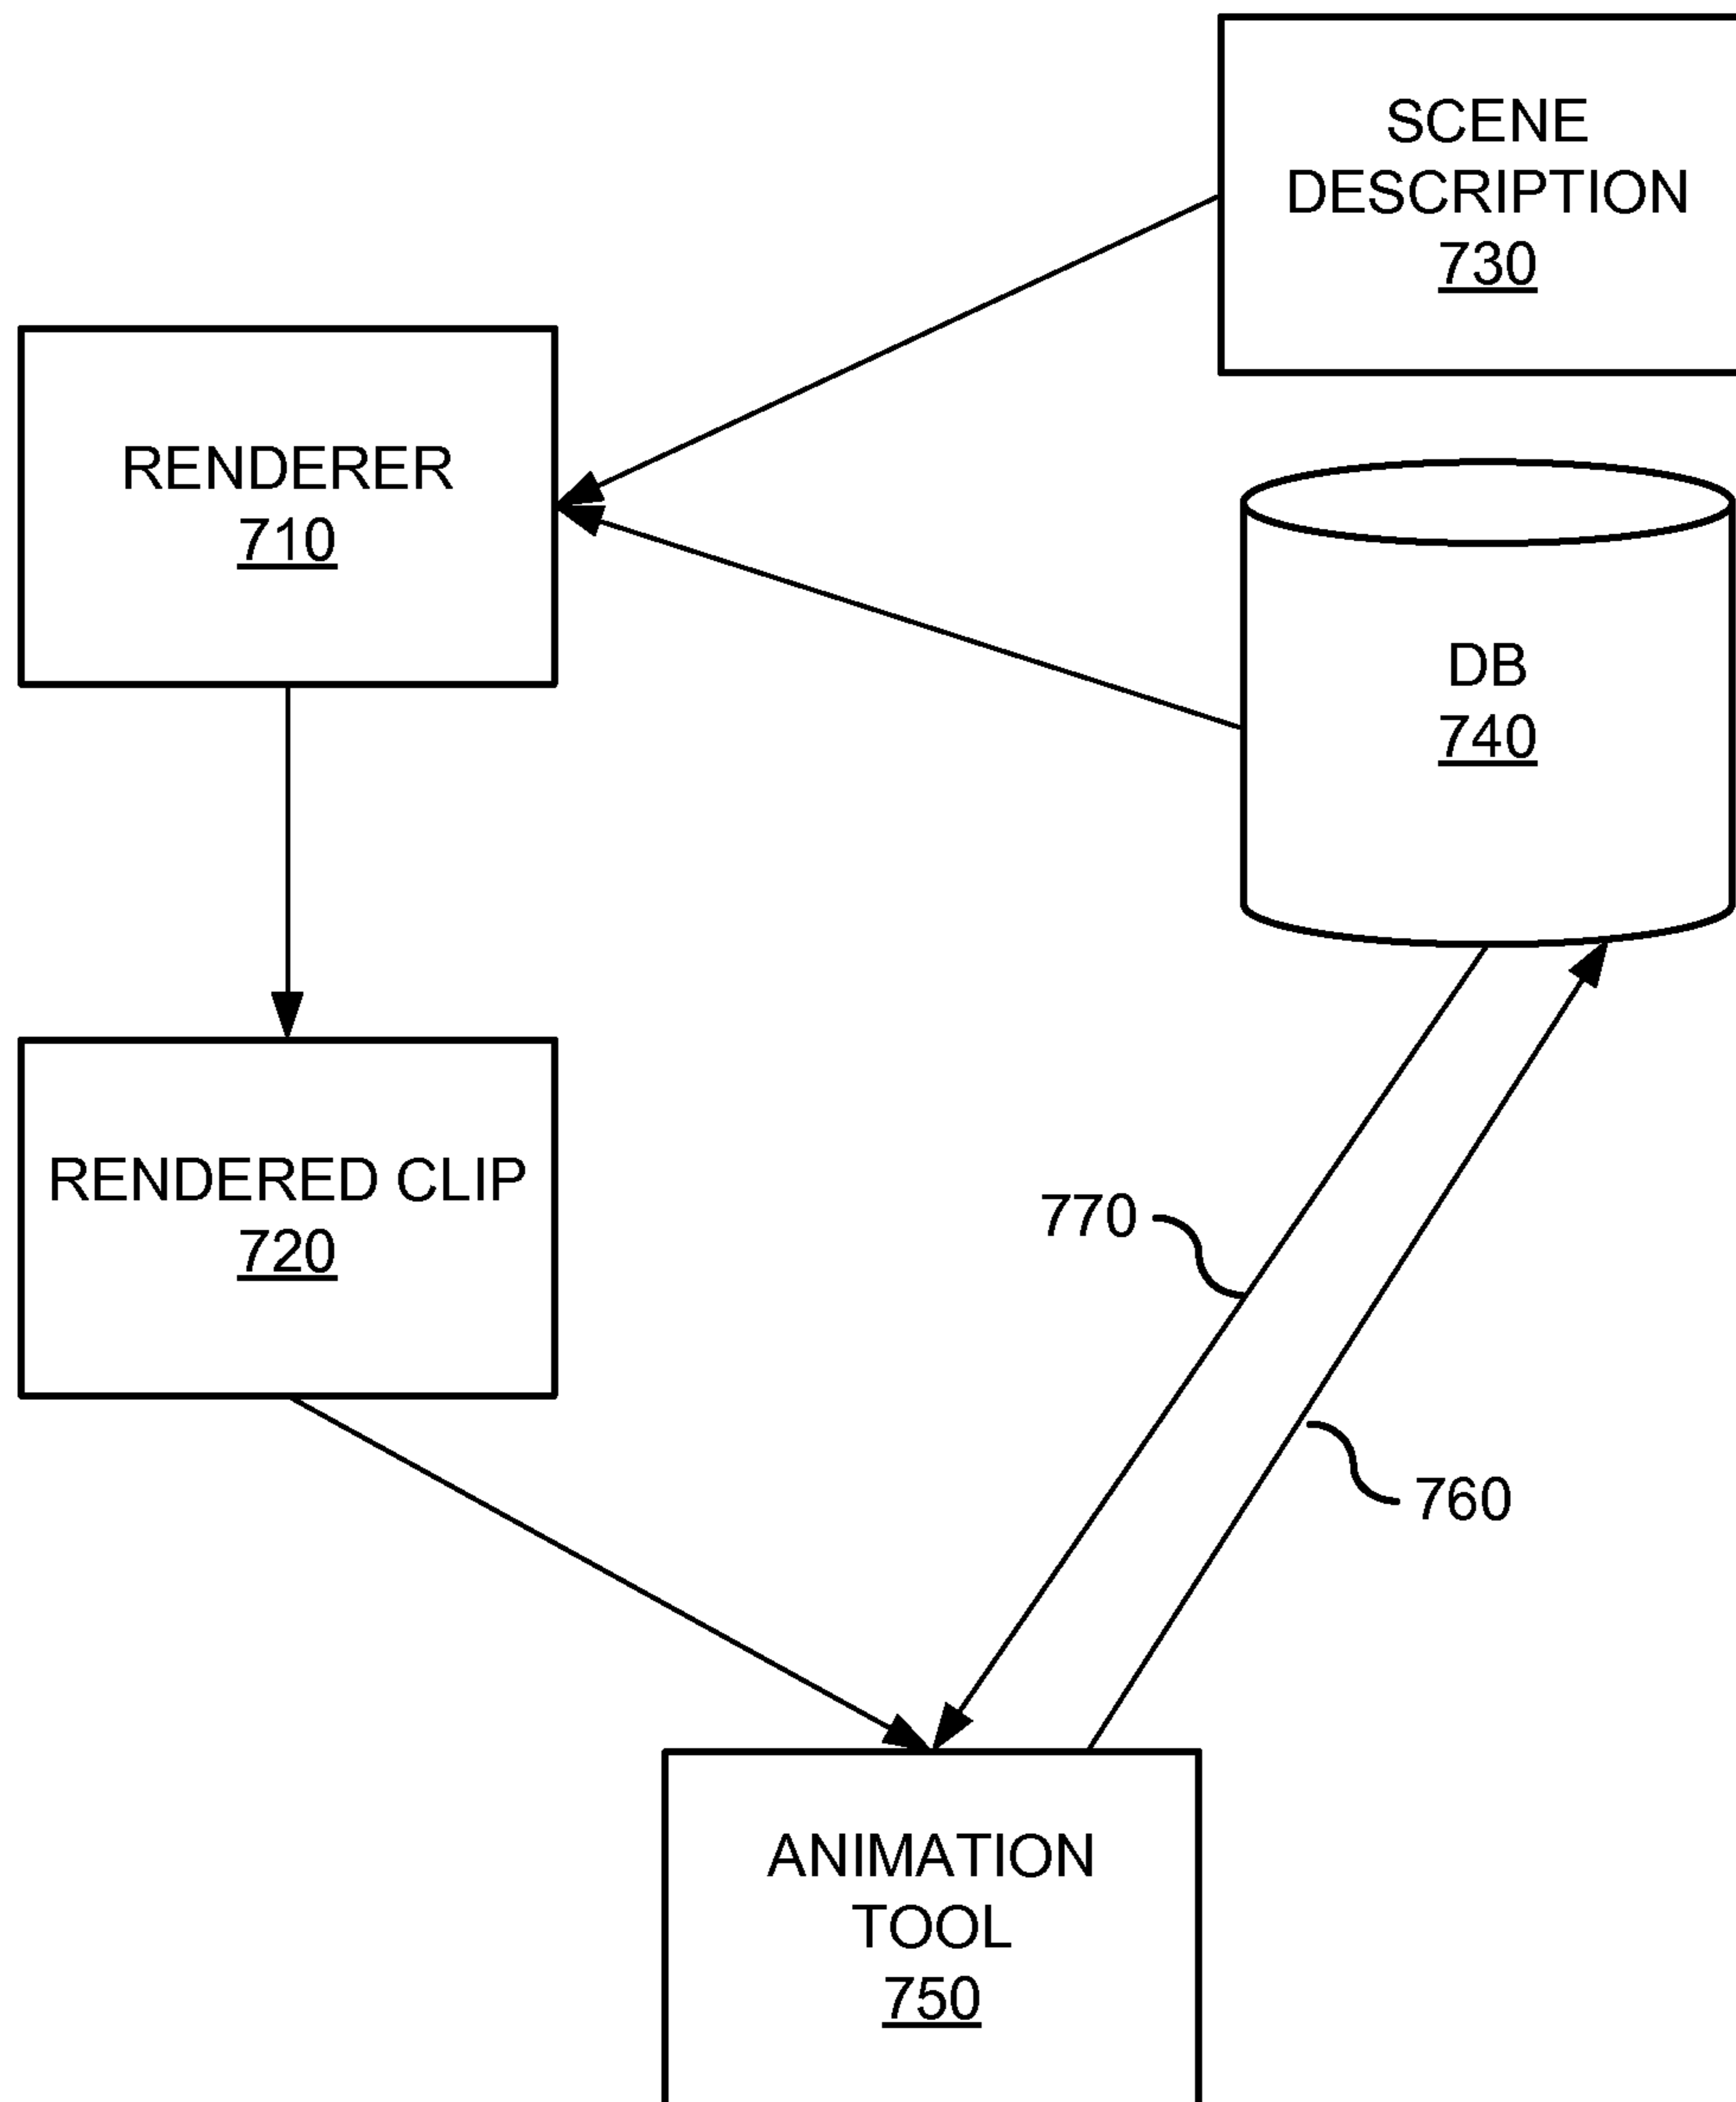 SCENE
DESCRIPTION
730
RENDERER
710
DB
740
RENDERED CLIP
720
770
760
ANIMATION
TOOL
750